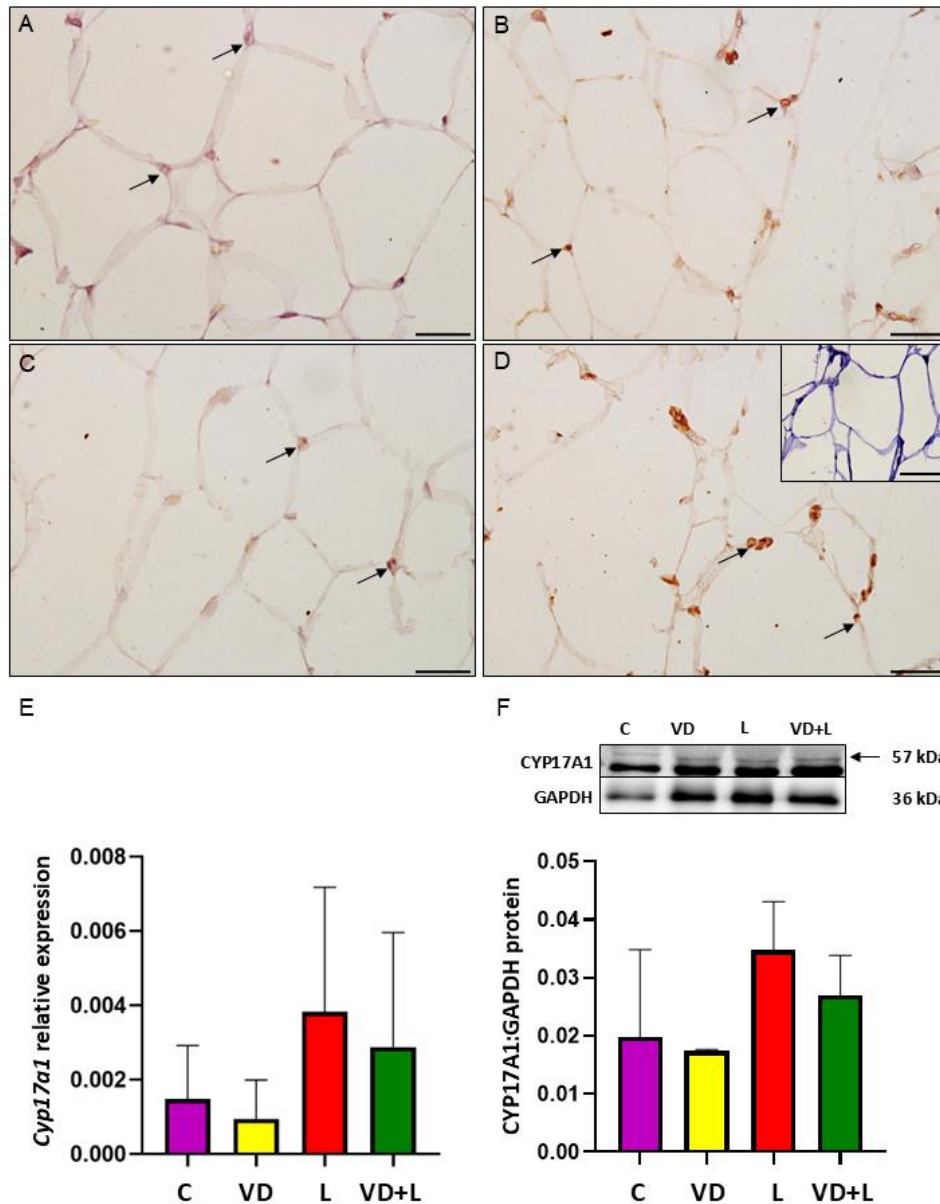 A
B
C
D
E
F
C VD L VD+L
CYP17A1
57 kDa
GAPDH
36 kDa
Cyp17a1 relative expression
0.008
0.006
0.004
0.002
0.000
C VD L VD+L
CYP17A1:GAPDH protein
0.05
0.04
0.03
0.02
0.01
0.00
C VD L VD+L